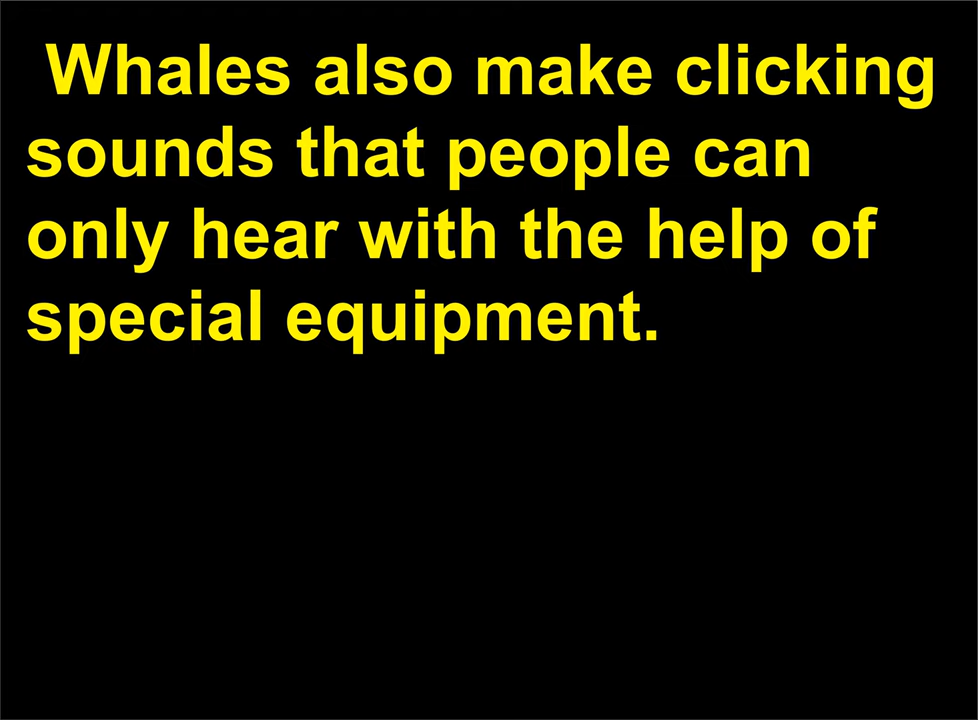 Whales also make clicking
sounds that people can
only hear with the help of
special equipment.